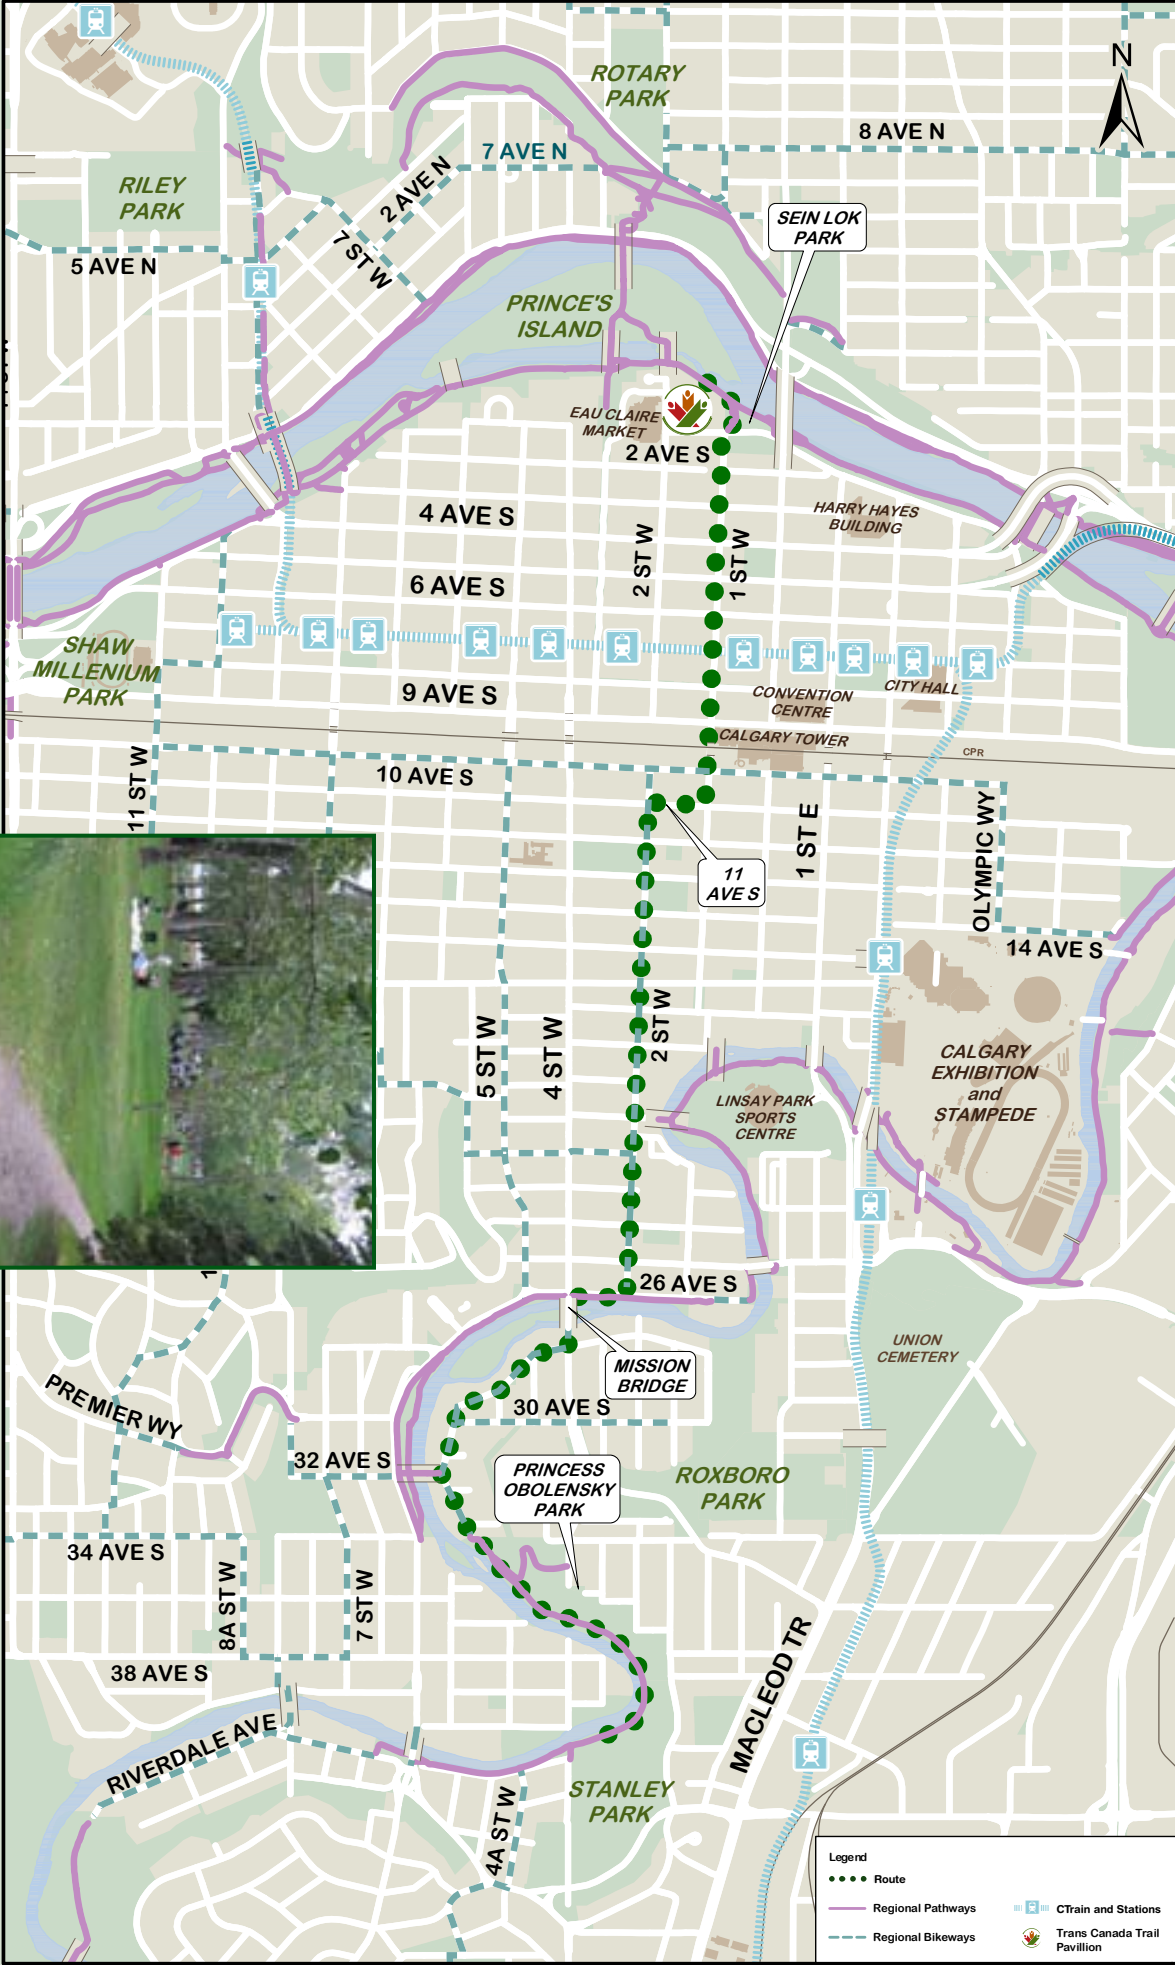 N
ROTARY
PARK
8 AVE N
7 AVE N
2 AVE N
RILEY
PARK
7 ST W
5 AVE N
SEIN LOK
PARK
PRINCE'S
ISLAND
EAU CLAIRE
MARKET
2 AVE S
4 AVE S
HARRY HAYES
BUILDING
2 ST W
1 ST W
6 AVE S
SHAW
MILLENIUM
PARK
9 AVE S
CONVENTION
CENTRE
CITY HALL
CALGARY TOWER
CPR
10 AVE S
11 ST W
1 ST E
OLYMPIC WY
11
AVE S
14 AVE S
5 ST W
4 ST W
2 ST W
CALGARY
EXHIBITION
and
STAMPEDE
LINSAY PARK
SPORTS
CENTRE
26 AVE S
UNION
CEMETERY
MISSION
BRIDGE
PREMIER WY
30 AVE S
32 AVE S
PRINCESS
OBOLENSKY
PARK
ROXBORO
PARK
34 AVE S
8A ST W
7 ST W
38 AVE S
MACLEOD TR
RIVERDALE AVE
STANLEY
PARK
4A ST W
Legend
Route
Regional Pathways
CTrain and Stations
Regional Bikeways
Trans Canada Trail
Pavillion